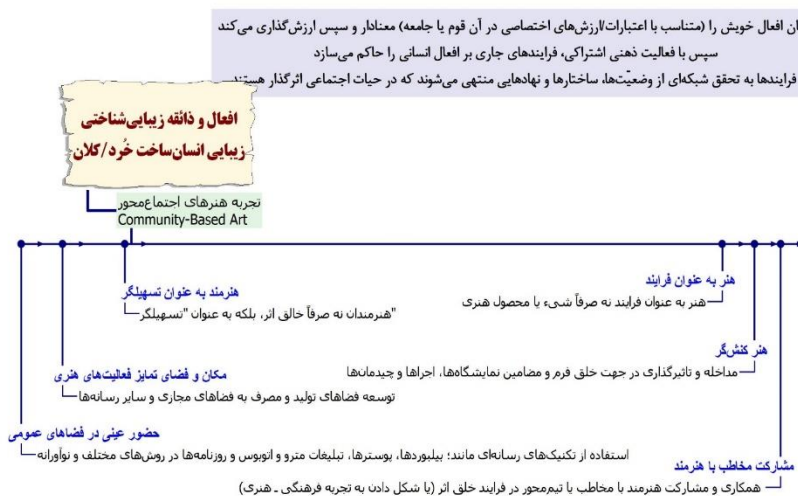 ان افعال خویش را (متناسب با اعتبارات/ارزش‌های اختصاصی در آن قوم یا جامعه) معنادار و سپس ارزش‌گذاری می‌کند
سپس با فعالیت ذهنی اشتراکی، فرایندهای جاری بر افعال انسانی را حاکم می‌سازد
فرایندها به تحقق شبکه‌ای از وضعیّت‌ها، ساختارها و نهادهایی منتهی می‌شوند که در حیات اجتماعی اثرگذار هستند
افعال و ذائقه زیبایی‌شناختی
زیبایی انسان‌ساخت خُرد/کلان
تجربه هنرهای اجتماع‌محور
Community-Based Art
هنر به عنوان فرایند
هنر به عنوان فرایند نه صرفاً شیء یا محصول هنری
هنرمند به عنوان تسهیلگر
"هنرمندان نه صرفاً خالق اثر، بلکه به عنوان "تسهیلگر
هنر کنش‌گر
مداخله و تاثیرگذاری در جهت خلق فرم و مضامین نمایشگاه‌ها، اجراها و چیدمان‌ها
مکان و فضای تمایز فعالیت‌های هنری
توسعه فضاهای تولید و مصرف به فضاهای مجازی و سایر رسانه‌ها
حضور عینی در فضاهای عمومی
استفاده از تکنیک‌های رسانه‌ای مانند؛ بیلبوردها، پوسترها، تبلیغات مترو و اتوبوس و روزنامه‌ها در روش‌های مختلف و نوآورانه
مشارکت مخاطب با هنرمند
همکاری و مشارکت هنرمند با مخاطب یا تیم‌محور در فرایند خلق اثر (یا شکل دادن به تجربه فرهنگی ـ هنری)